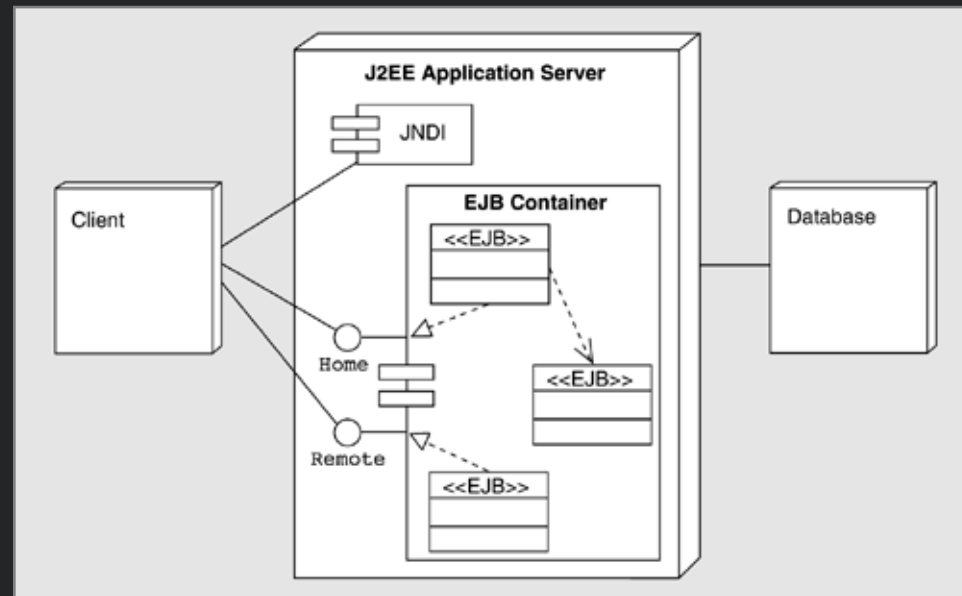 J2EE Application Server
JNDI
Client
EJB Container
<<EJB>>
Database
Home
<<EJB>>
Remote
<<EJB>>